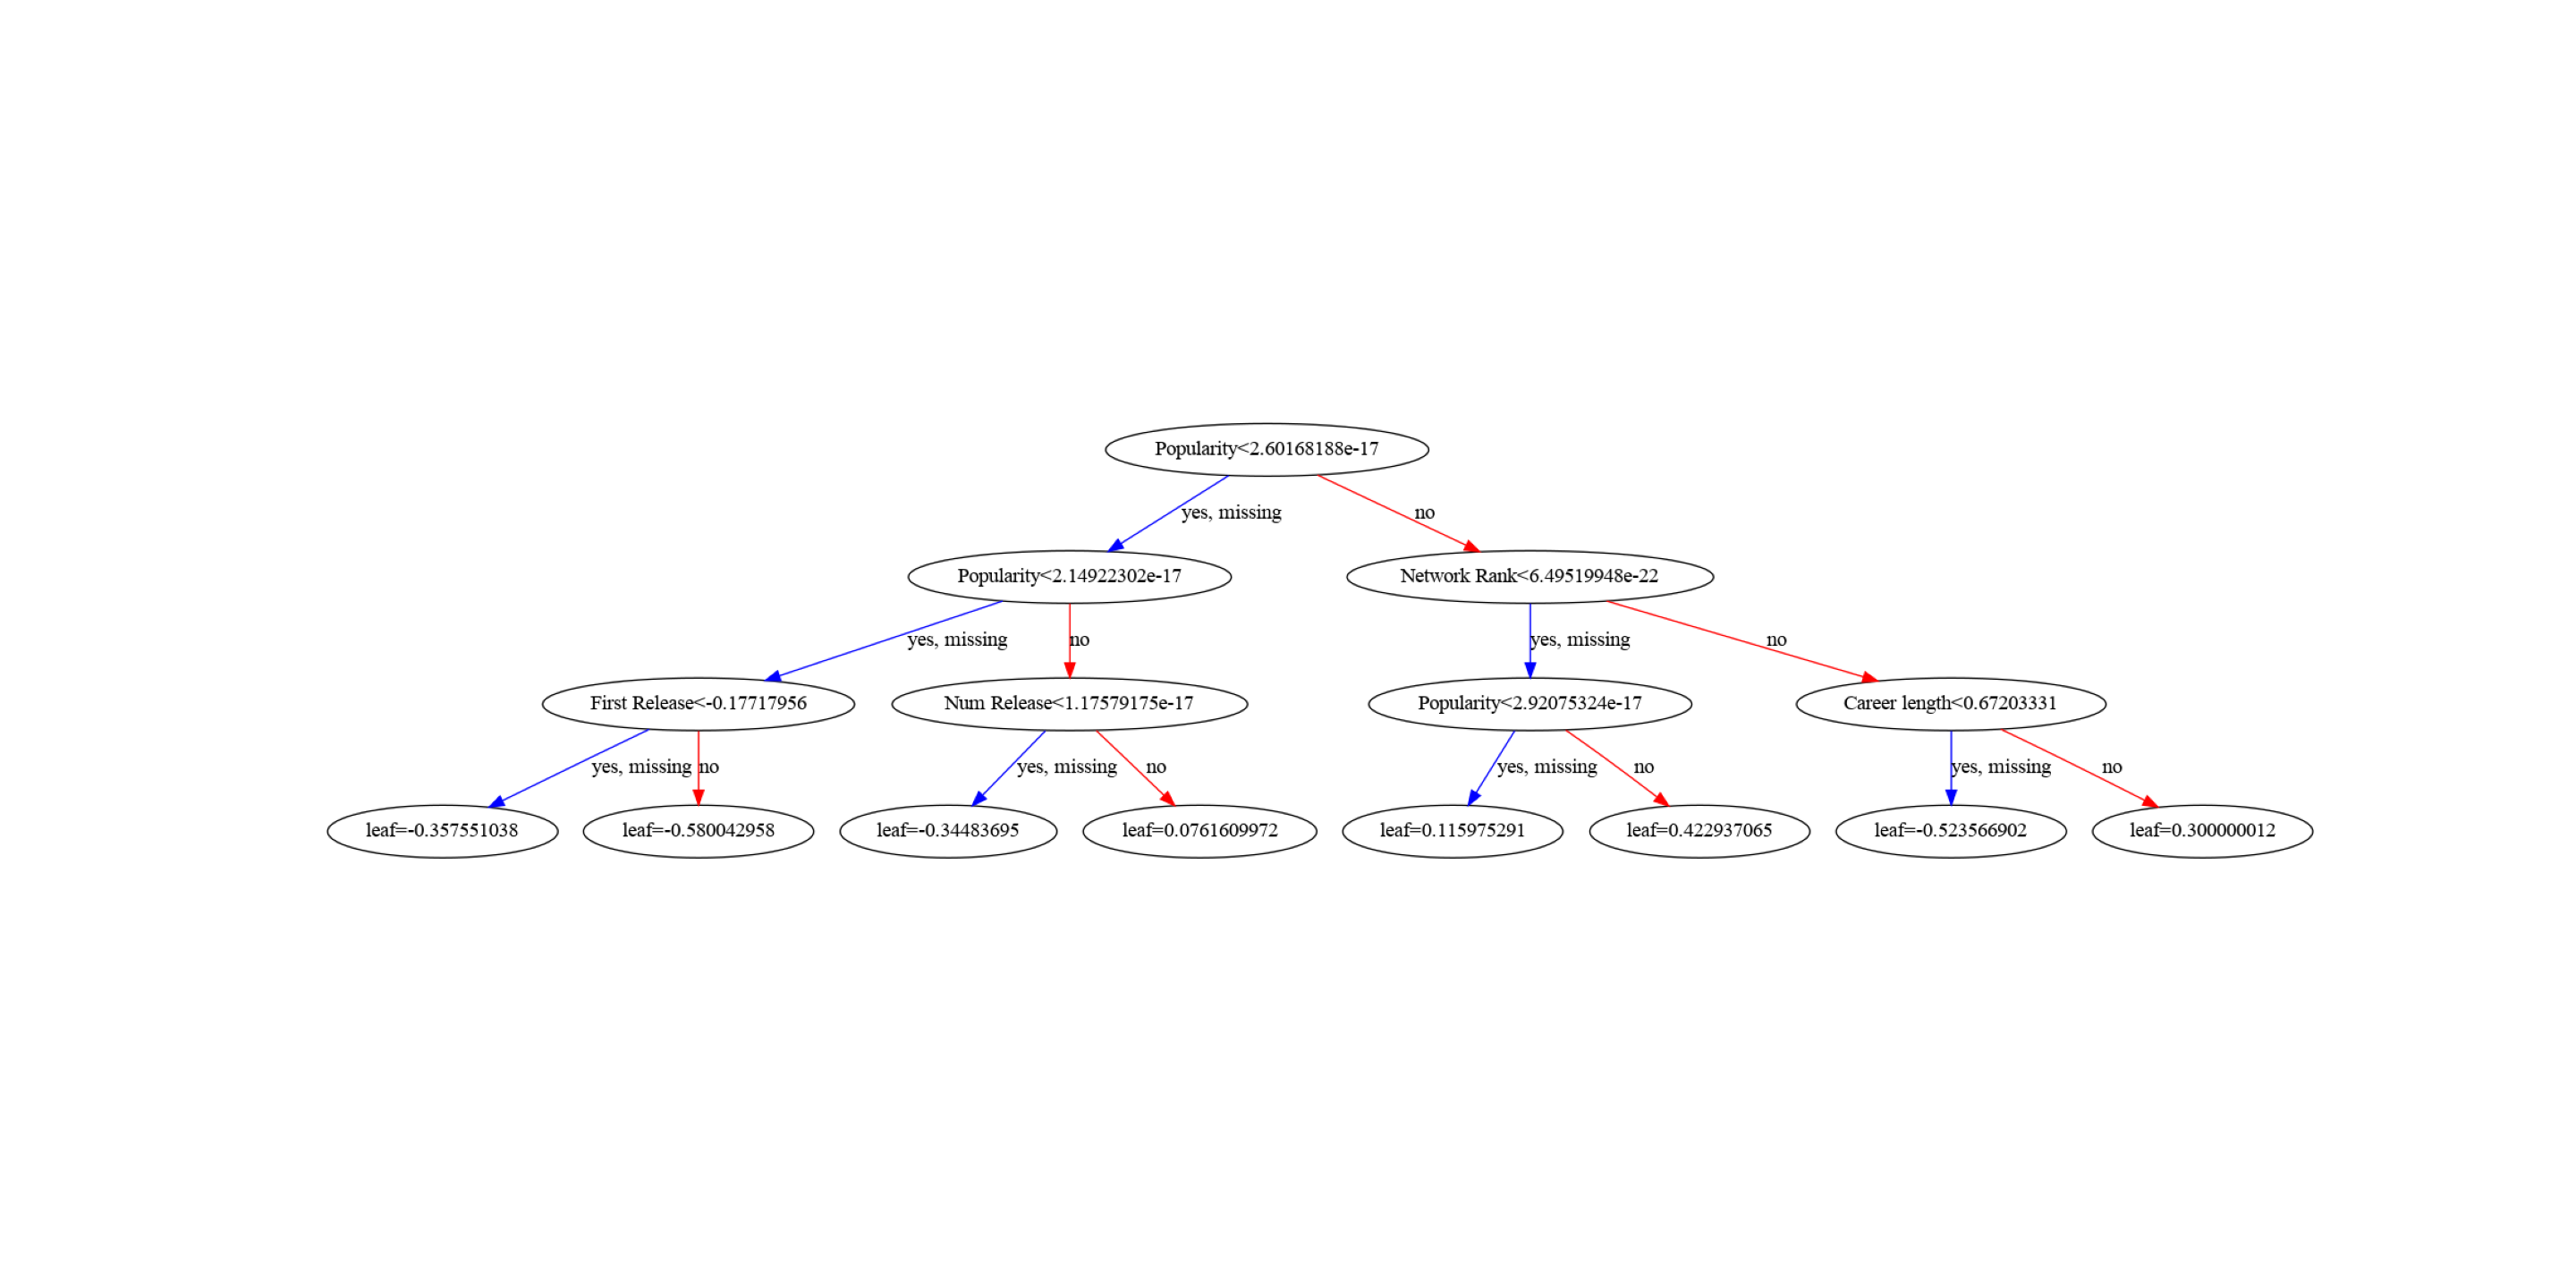 Popularity<2.60168188e-17
yes, missing
no
Popularity<2.14922302e-17
Network Rank<6.49519948e-22
yes, missing
no
yes, missing
no
First Release<-0.17717956
Num Release<1.17579175e-17
Popularity<2.92075324e-17
Career length<0.67203331
yes, missing
no
yes, missing
no
yes, missing
no
yes, missing
no
leaf=-0.357551038
leaf=-0.580042958
leaf=-0.34483695
leaf=0.0761609972
leaf=0.115975291
leaf=0.422937065
leaf=-0.523566902
leaf=0.300000012